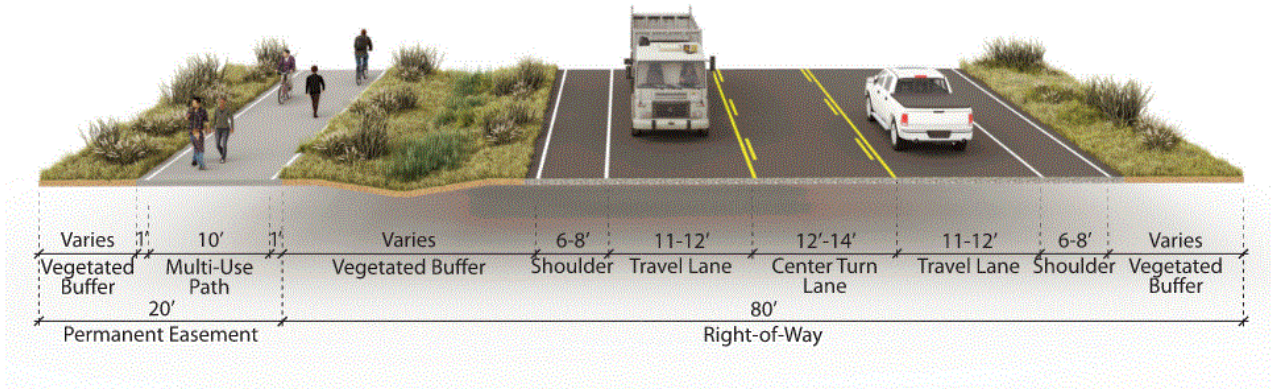 Varies 1' 10' 1' Varies 6-8' 11-12' 12'-14' 11-12' 6-8' Varies
Vegetated Buffer Multi-Use Path Vegetated Buffer Shoulder Travel Lane Center Turn Lane Travel Lane Shoulder Vegetated Buffer
20' 80'
Permanent Easement Right-of-Way